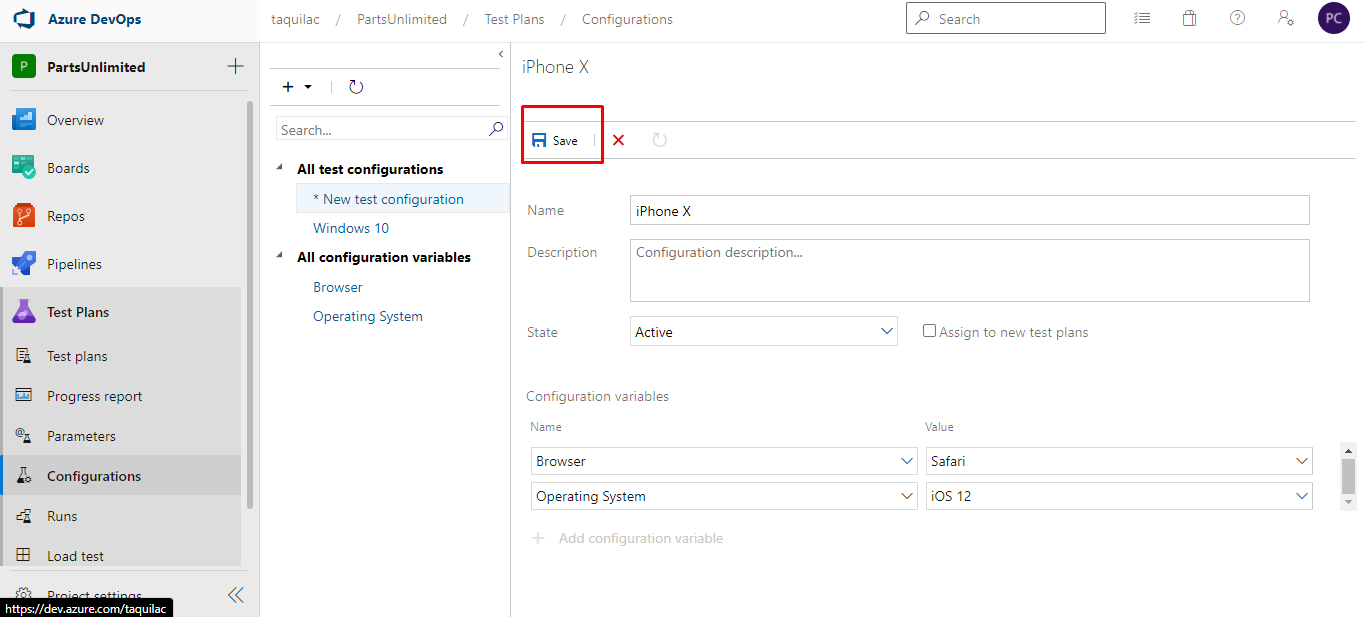 Azure DevOps
taquilac / PartsUnlimited / Test Plans / Configurations
Search
PC
P PartsUnlimited
Overview
Boards
Repos
Pipelines
Test Plans
Test plans
Progress report
Parameters
Configurations
Runs
Load test
Project settings
https://dev.azure.com/taquilac
Search...
All test configurations
* New test configuration
Windows 10
All configuration variables
Browser
Operating System
iPhone X
Save
Name iPhone X
Description Configuration description...
State Active Assign to new test plans
Configuration variables
Name Value
Browser Safari
Operating System iOS 12
Add configuration variable